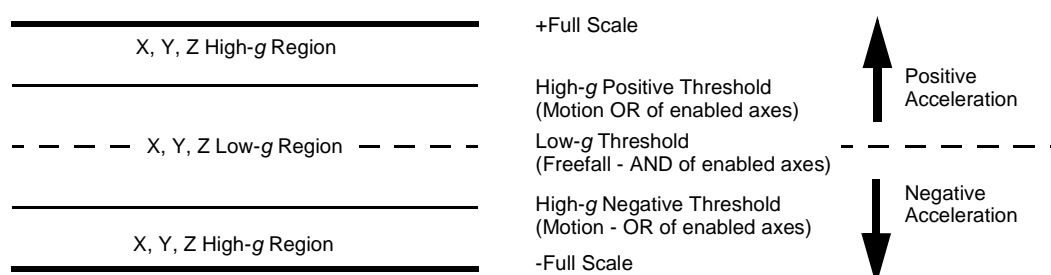 X, Y, Z High-g Region
X, Y, Z Low-g Region
X, Y, Z High-g Region
+Full Scale
High-g Positive Threshold
(Motion OR of enabled axes)
Low-g Threshold
(Freefall - AND of enabled axes)
High-g Negative Threshold
(Motion - OR of enabled axes)
-Full Scale
Positive
Acceleration
Negative
Acceleration